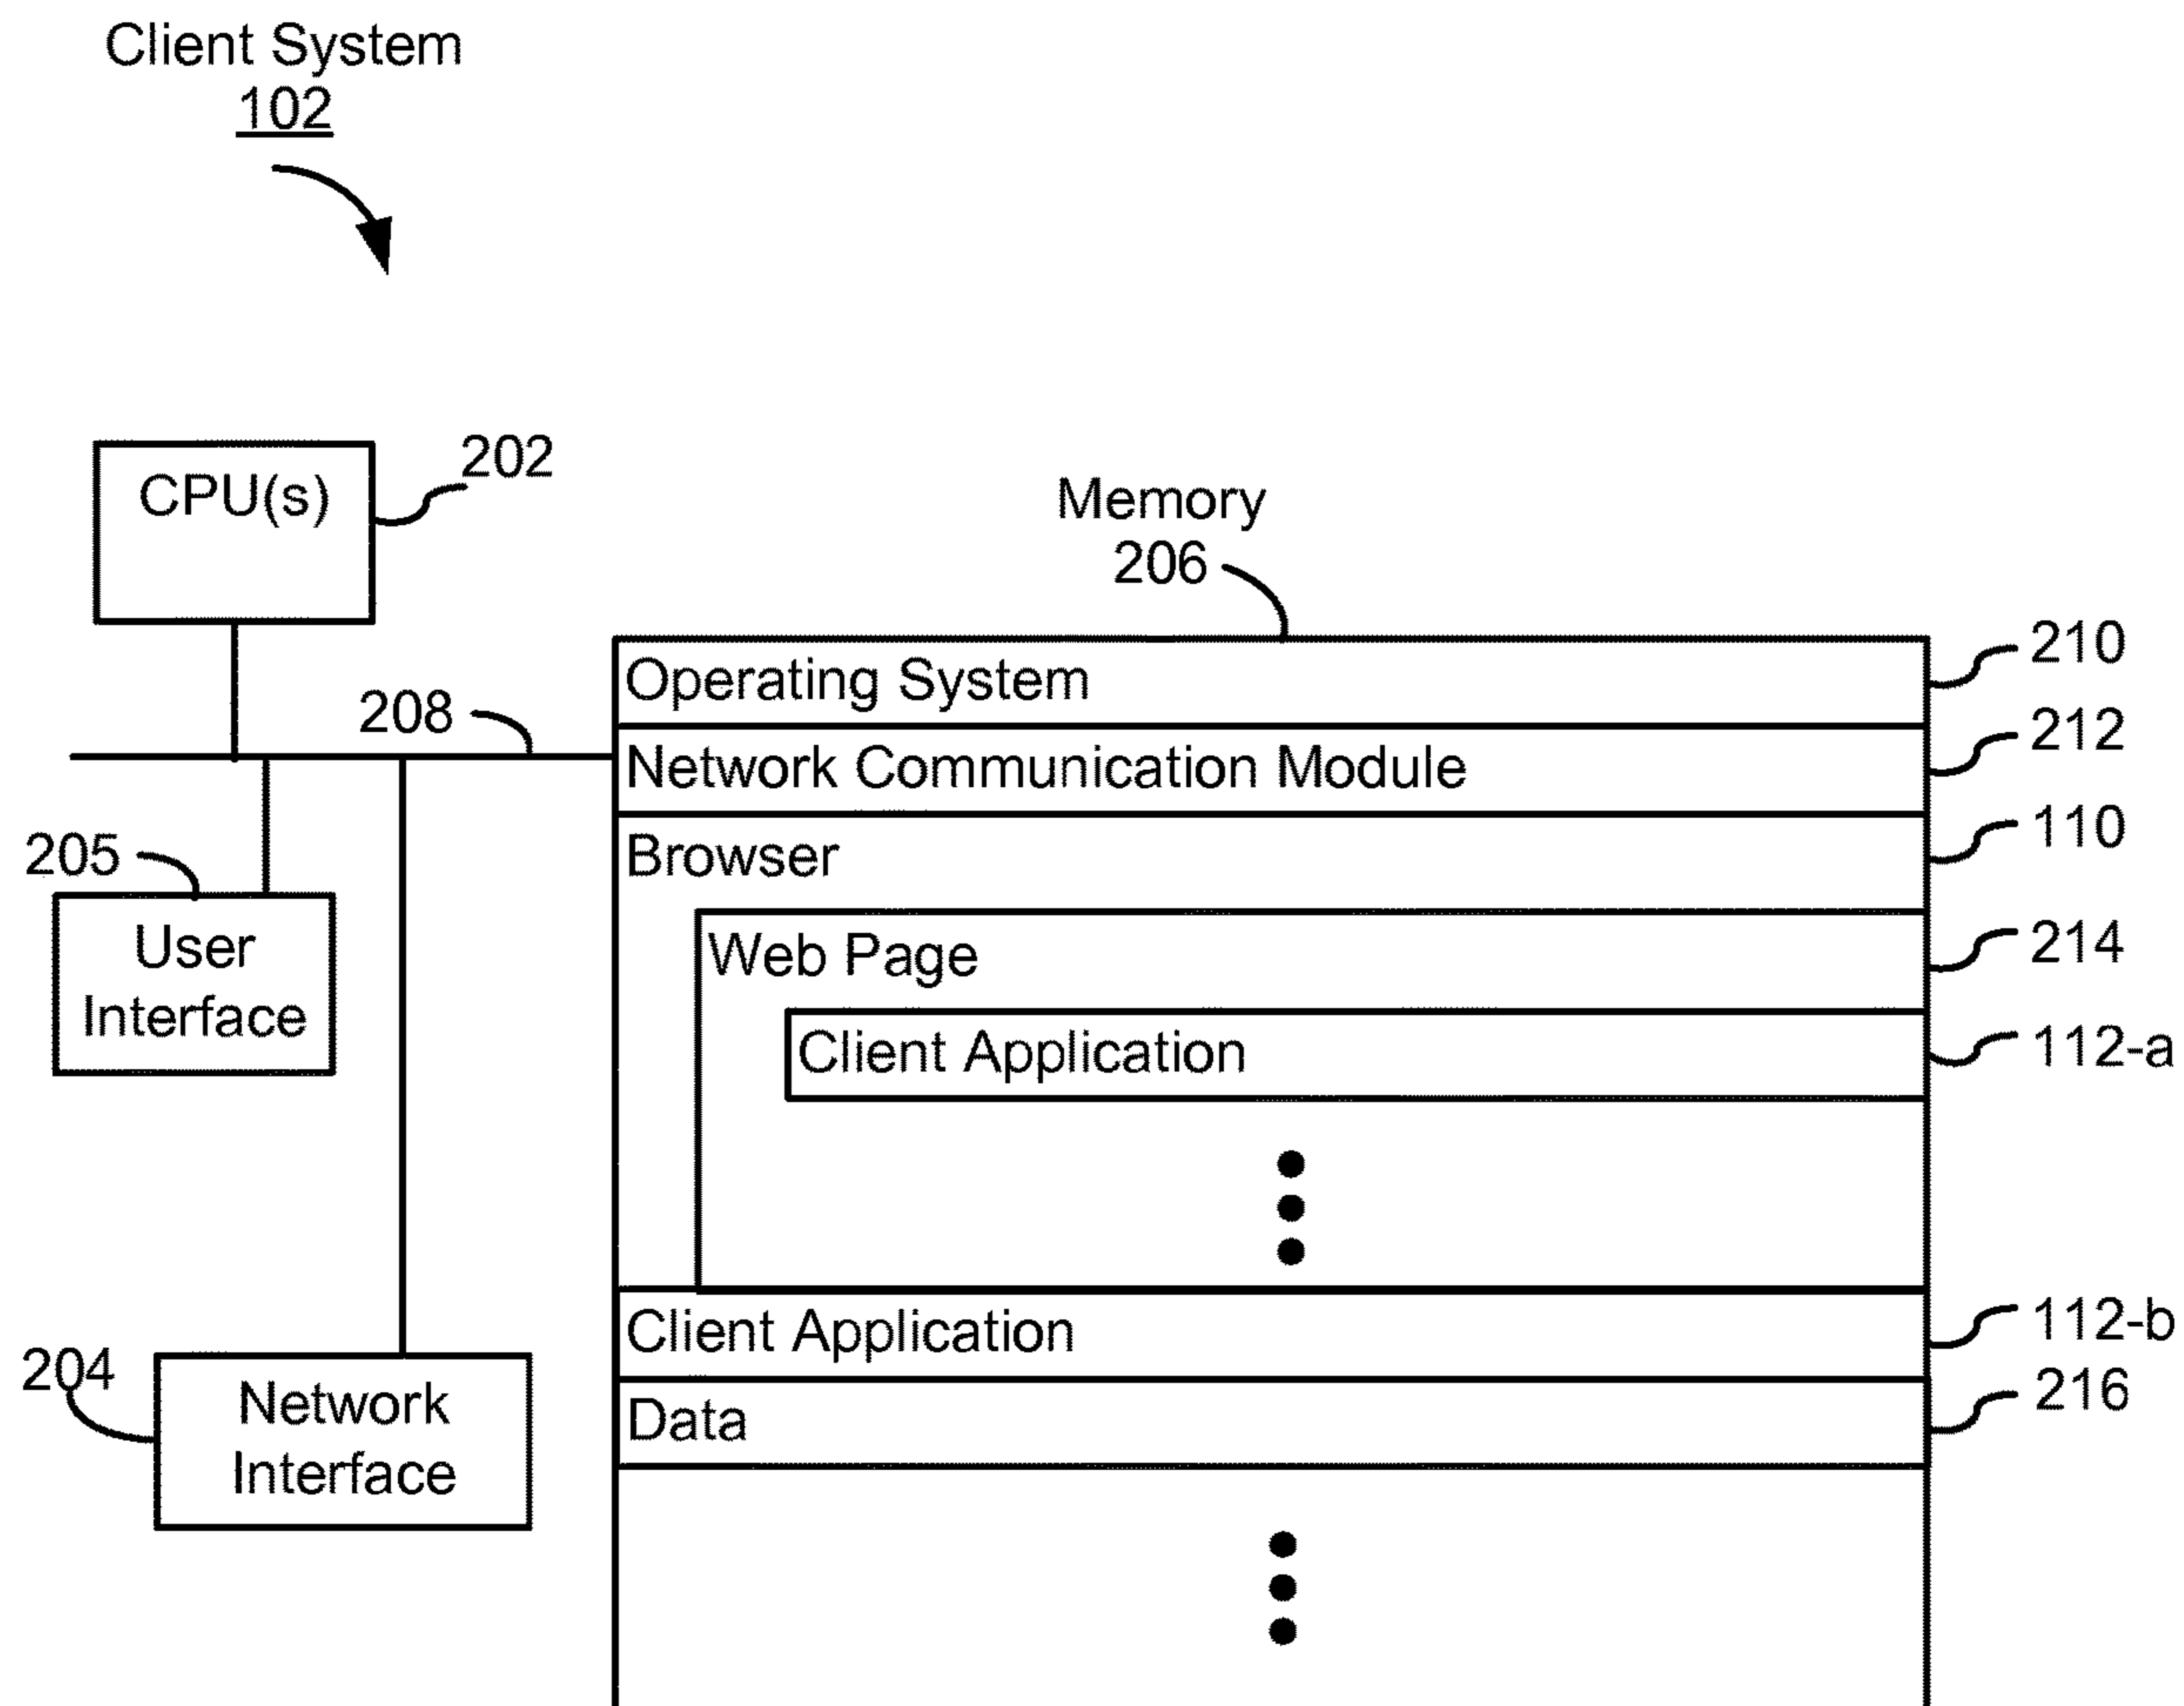 Client System
102
CPU(s)
202
Memory
206
Operating System
210
208
Network Communication Module
212
Browser
110
205
User
Interface
Web Page
214
Client Application
112-a
Client Application
112-b
204
Network
Interface
Data
216